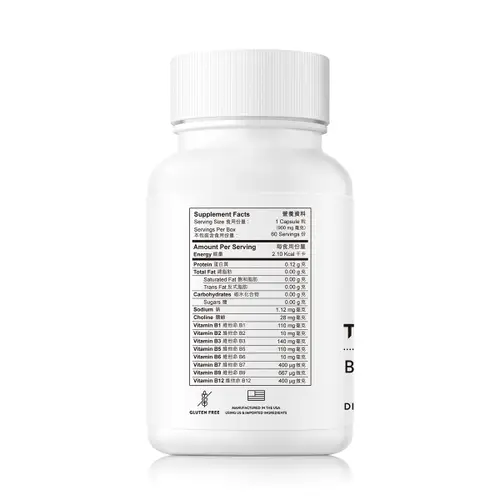 Supplement Facts 營養資料
Serving Size 食用份量: 1 Capsule 粒
(560 mg 毫克)
Servings Per Box
本包裝含食用份量: 60 Servings 份
Amount Per Serving 每食用份量
Energy 能量 2.10 Kcal 千卡
Protein 蛋白質 0.12 g 克
Total Fat 總脂肪 0.00 g 克
Saturated Fat 飽和脂肪 0.00 g 克
Trans Fat 反式脂肪 0.00 g 克
Carbohydrates 碳水化合物 0.00 g 克
Sugars 糖 0.00 g 克
Sodium 鈉 1.12 mg 毫克
Choline 膽鹼 28 mg 毫克
Vitamin B1 維他命 B1 110 mg 毫克
Vitamin B2 維他命 B2 10 mg 毫克
Vitamin B3 維他命 B3 140 mg 毫克
Vitamin B5 維他命 B5 110 mg 毫克
Vitamin B6 維他命 B6 10 mg 毫克
Vitamin B7 維他命 B7 400 μg 微克
Vitamin B9 維他命 B9 667 μg 微克
Vitamin B12 維他命 B12 400 μg 微克
GLUTEN FREE
MANUFACTURED IN THE USA
USING US & IMPORTED INGREDIENTS
T
B
DI